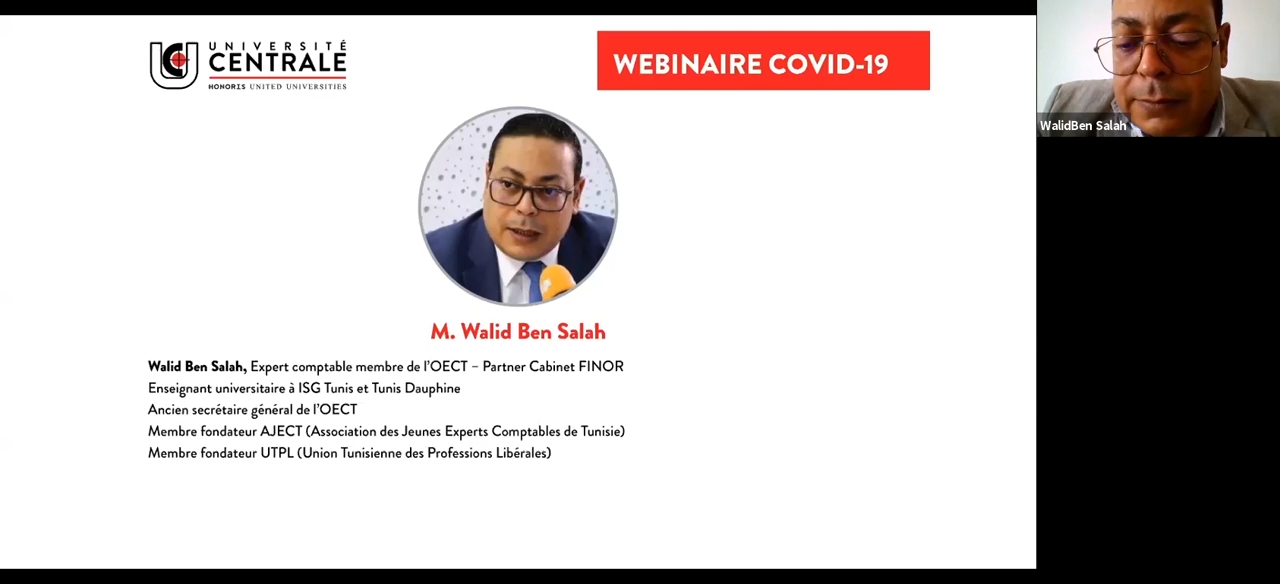 UNIVERSITÉ
CENTRALE
HONORIS UNITED UNIVERSITIES
WEBINAIRE COVID-19
WalidBen Salah
M. Walid Ben Salah
Walid Ben Salah, Expert comptable membre de l'OECT – Partner Cabinet FINOR
Enseignant universitaire à ISG Tunis et Tunis Dauphine
Ancien secrétaire général de l'OECT
Membre fondateur AJECT (Association des Jeunes Experts Comptables de Tunisie)
Membre fondateur UTPL (Union Tunisienne des Professions Libérales)